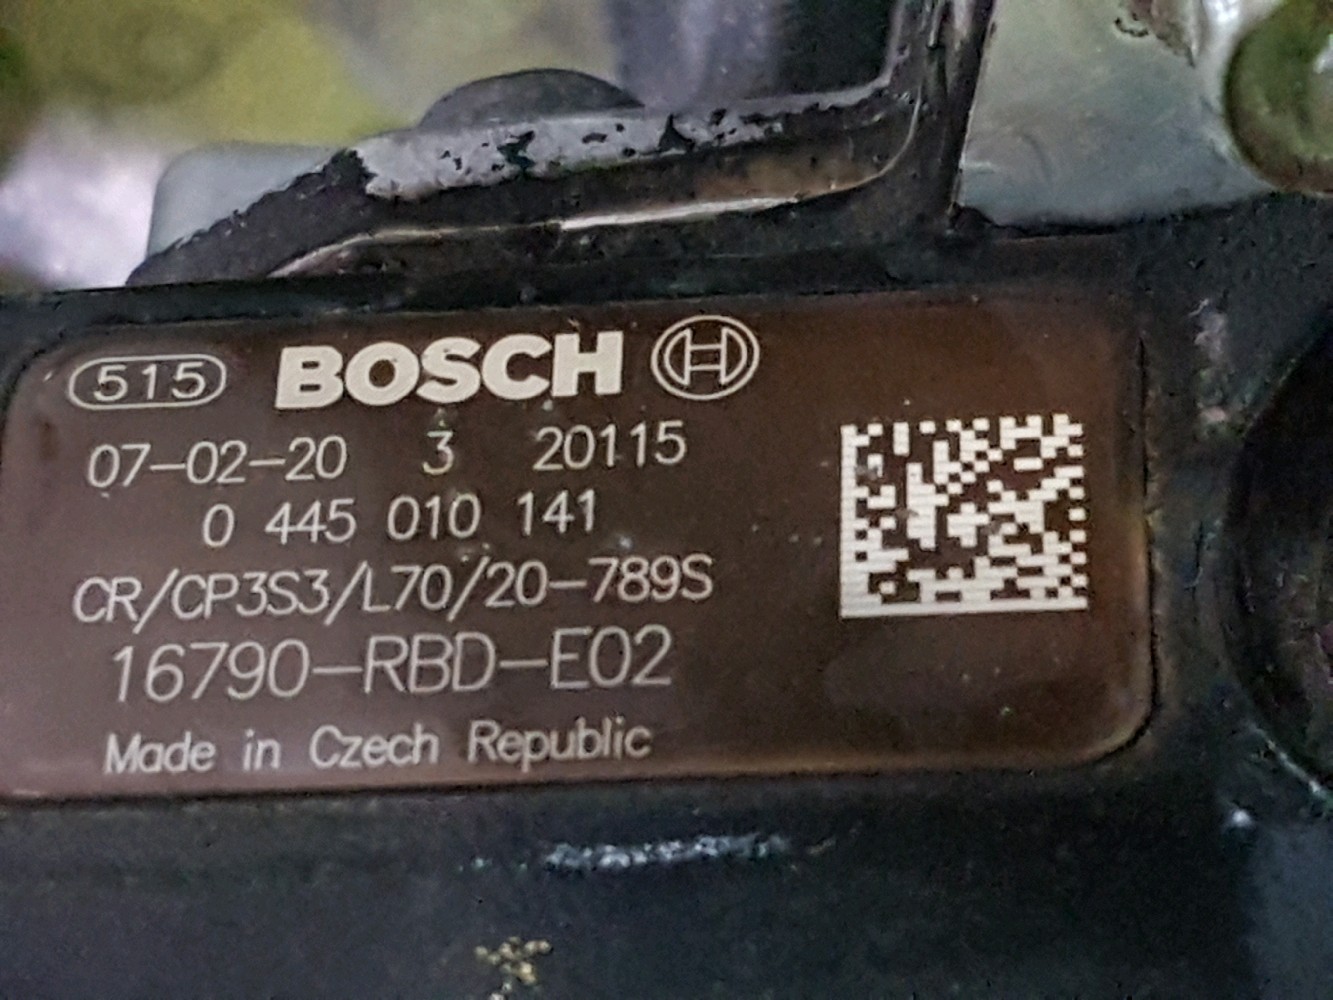 515 BOSCH
07-02-20 3 20115
0 445 010 141
CR/CP3S3/L70/20-789S
16790-RBD-E02
Made in Czech Republic